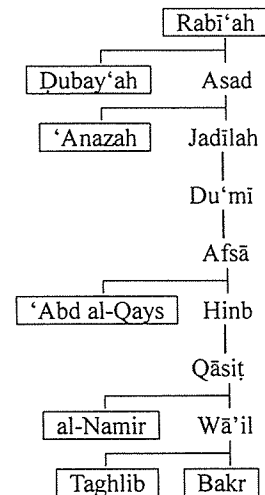 Rabī‘ah
Ḍubay‘ah Asad
‘Anazah Jadīlah
Du‘mī
Afsā
‘Abd al-Qays Hinb
Qāsiṭ
al-Namir Wā’il
Taghlib Bakr